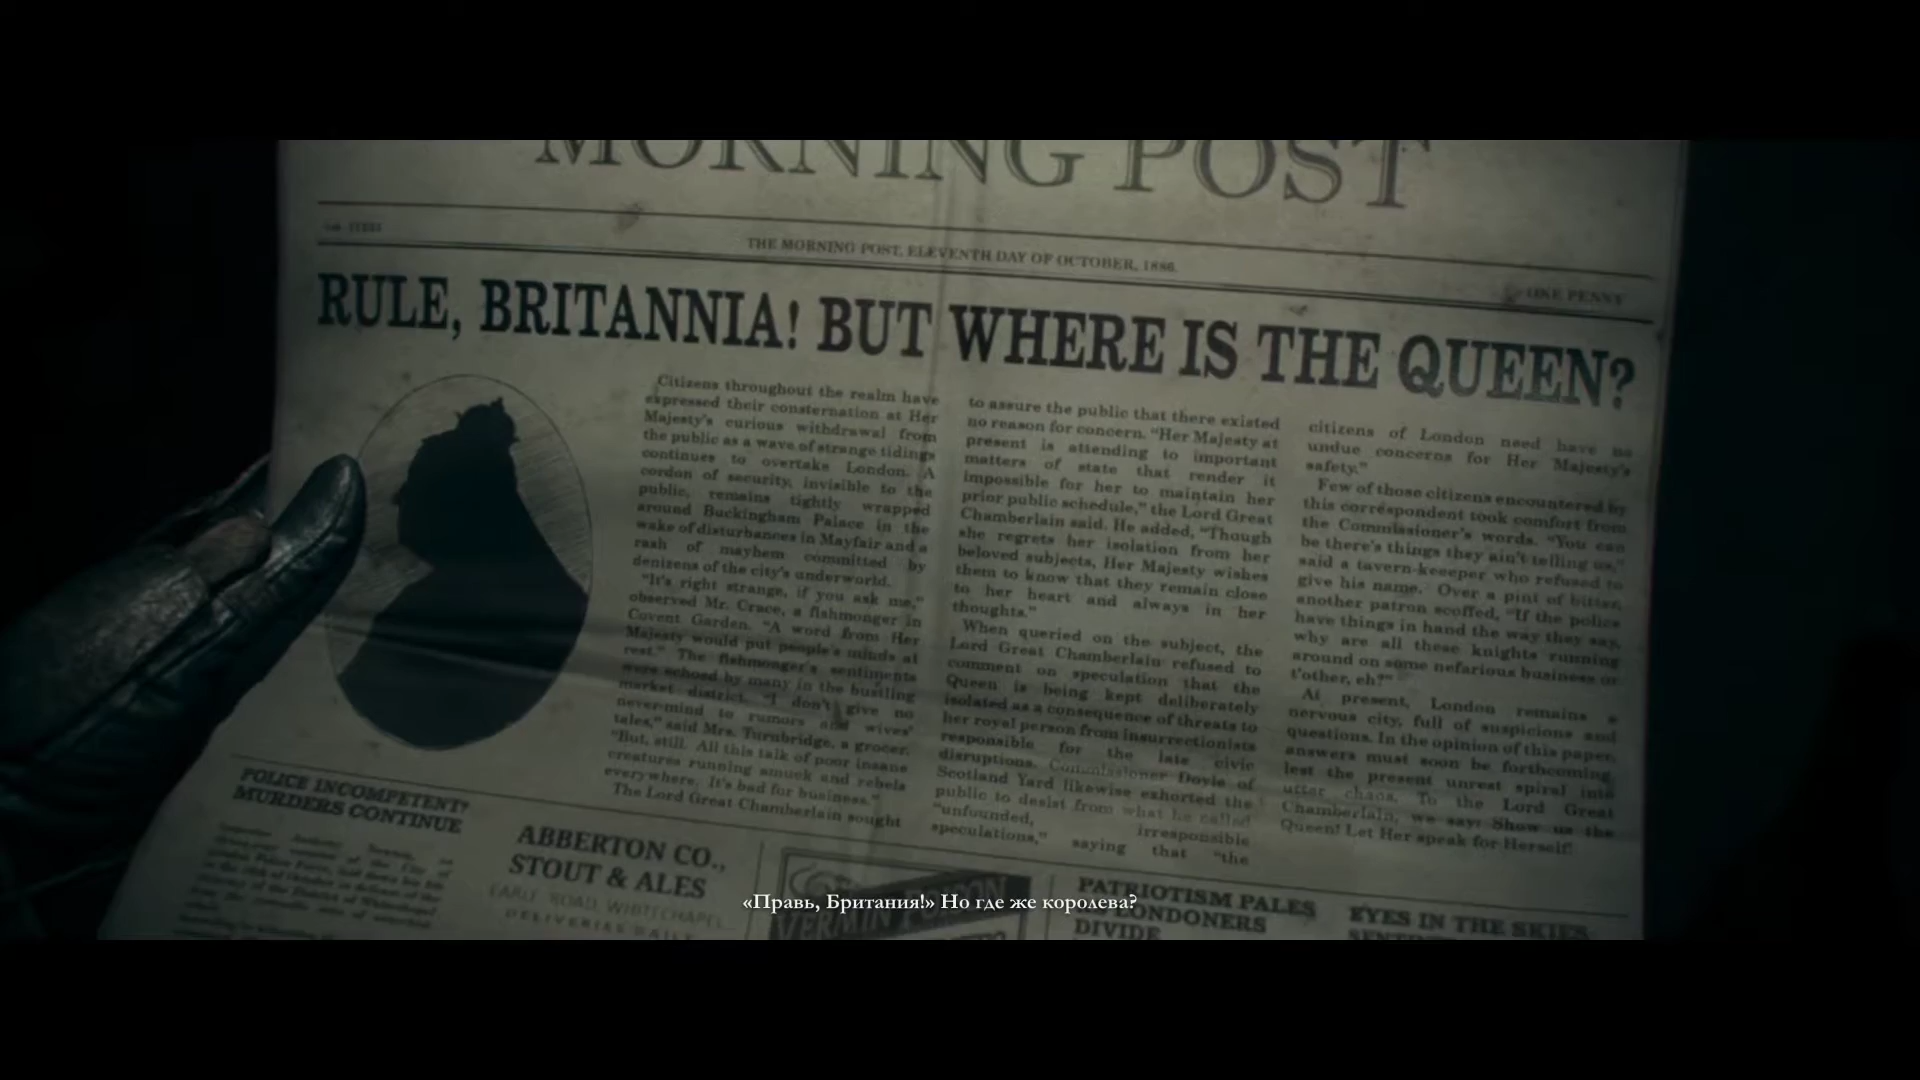 MORNING POST
THE MORNING POST, ELEVENTH DAY OF OCTOBER, 1886.
ONE PENNY
RULE, BRITANNIA! BUT WHERE IS THE QUEEN?
Citizens throughout the realm have
expressed their consternation at Her
Majesty's curious withdrawal from
the public as a wave of strange tidings
continues to overtake London. A
cordon of security, invisible to the
public, remains tightly wrapped
around Buckingham Palace in the
wake of disturbances in Mayfair and a
rash of mayhem committed by
denizens of the city's underworld.
"It's right strange, if you ask me,"
observed Mr. Crace, a fishmonger in
Covent Garden. "A word from Her
Majesty would put people's minds at
rest." The fishmonger's sentiments
were echoed by many in the bustling
market district. "I don't give no
never-mind to rumors and wives'
tales," said Mrs. Turnbridge, a grocer.
"But, still. All this talk of poor insane
creatures running amuck and rebels
everywhere. It's bad for business."
The Lord Great Chamberlain sought
to assure the public that there existed
no reason for concern. "Her Majesty at
present is attending to important
matters of state that render it
impossible for her to maintain her
prior public schedule," the Lord Great
Chamberlain said. He added, "Though
she regrets her isolation from her
beloved subjects, Her Majesty wishes
them to know that they remain close
to her heart and always in her
thoughts."
When queried on the subject, the
Lord Great Chamberlain refused to
comment on speculation that the
Queen is being kept deliberately
isolated as a consequence of threats to
her royal person from insurrectionists
responsible for the late civic
disruptions. Commissioner Doyle of
Scotland Yard likewise exhorted the
public to desist from what he called
"unfounded, irresponsible
speculations," saying that "the
citizens of London need have no
undue concerns for Her Majesty's
safety."
Few of those citizens encountered by
this correspondent took comfort from
the Commissioner's words. "You can
be there's things they ain't telling us,"
said a tavern-keeeper who refused to
give his name. Over a pint of bitter,
another patron scoffed, "If the police
have things in hand the way they say,
why are all these knights running
around on some nefarious business or
t'other, eh?"
At present, London remains a
nervous city, full of suspicions and
questions. In the opinion of this paper,
answers must soon be forthcoming,
lest the present unrest spiral into
utter chaos. To the Lord Great
Chamberlain, we say: Show us the
Queen! Let Her speak for Herself!
POLICE INCOMPETENT?
MURDERS CONTINUE
ABBERTON CO.,
STOUT & ALES
EARLE ROAD, WHITECHAPEL
DELIVERIES DAILY
VERMIN POISON
PATRIOTISM PALES
AS LONDONERS
DIVIDE
EYES IN THE SKIES
«Правь, Британия!» Но где же королева?